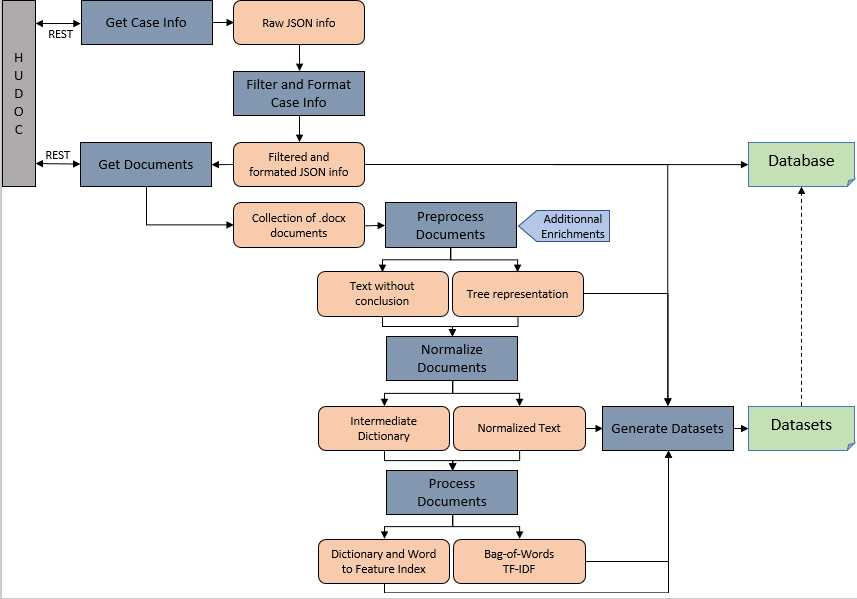 H
U
D
O
C
REST
Get Case Info
Raw JSON info
Filter and Format
Case Info
REST
Get Documents
Filtered and
formated JSON info
Database
Collection of .docx
documents
Preprocess
Documents
Additionnal
Enrichments
Text without
conclusion
Tree representation
Normalize
Documents
Intermediate
Dictionary
Normalized Text
Generate Datasets
Datasets
Process
Documents
Dictionary and Word
to Feature Index
Bag-of-Words
TF-IDF